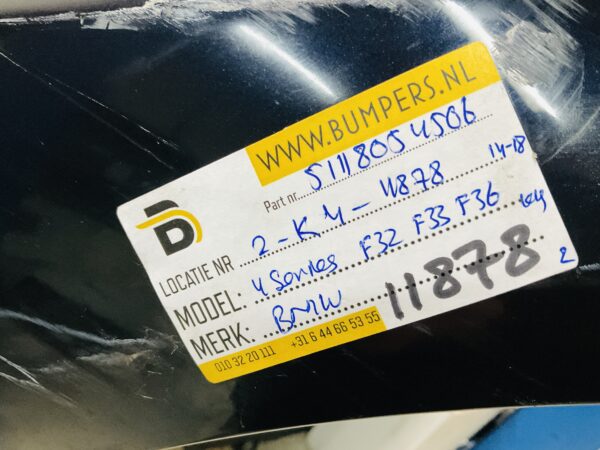 WWW.BUMPERS.NL
Part nr. 51118054506
LOCATIE NR 2-K4-11878 14-18
MODEL: 4 Series F32 F33 F36
MERK: BMW 11878 2
010 32 20 111 +31 6 44 66 53 55